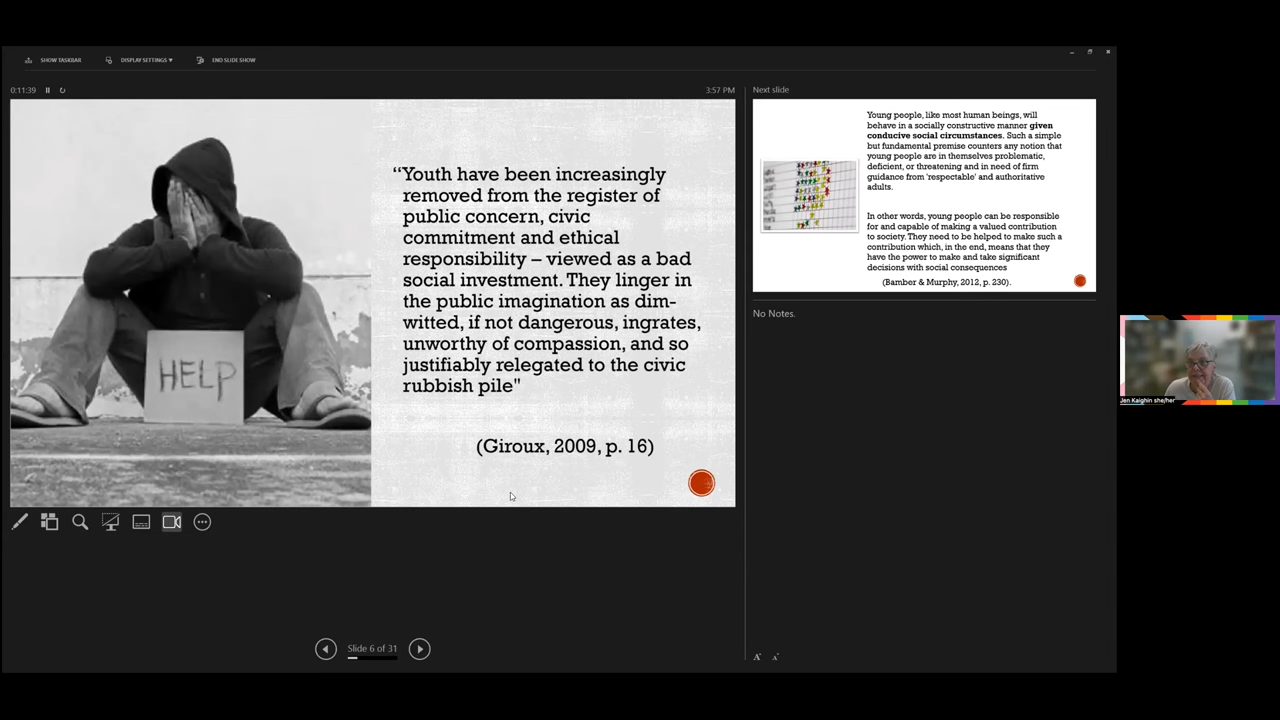 SHOW TASKBAR
DISPLAY SETTINGS ▼
END SLIDE SHOW
0:11:39
3:57 PM
HELP
“Youth have been increasingly
removed from the register of
public concern, civic
commitment and ethical
responsibility – viewed as a bad
social investment. They linger in
the public imagination as dim-
witted, if not dangerous, ingrates,
unworthy of compassion, and so
justifiably relegated to the civic
rubbish pile"
(Giroux, 2009, p. 16)
Slide 6 of 31
Next slide
Young people, like most human beings, will
behave in a socially constructive manner given
conducive social circumstances. Such a simple
but fundamental premise counters any notion that
young people are in themselves problematic,
deficient, or threatening and in need of firm
guidance from 'respectable' and authoritative
adults.
In other words, young people can be responsible
for and capable of making a valued contribution
to society. They need to be helped to make such a
contribution which, in the end, means that they
have the power to make and take significant
decisions with social consequences
(Bamber & Murphy, 2012, p. 230).
No Notes.
A A
Jen Kaighin she/her